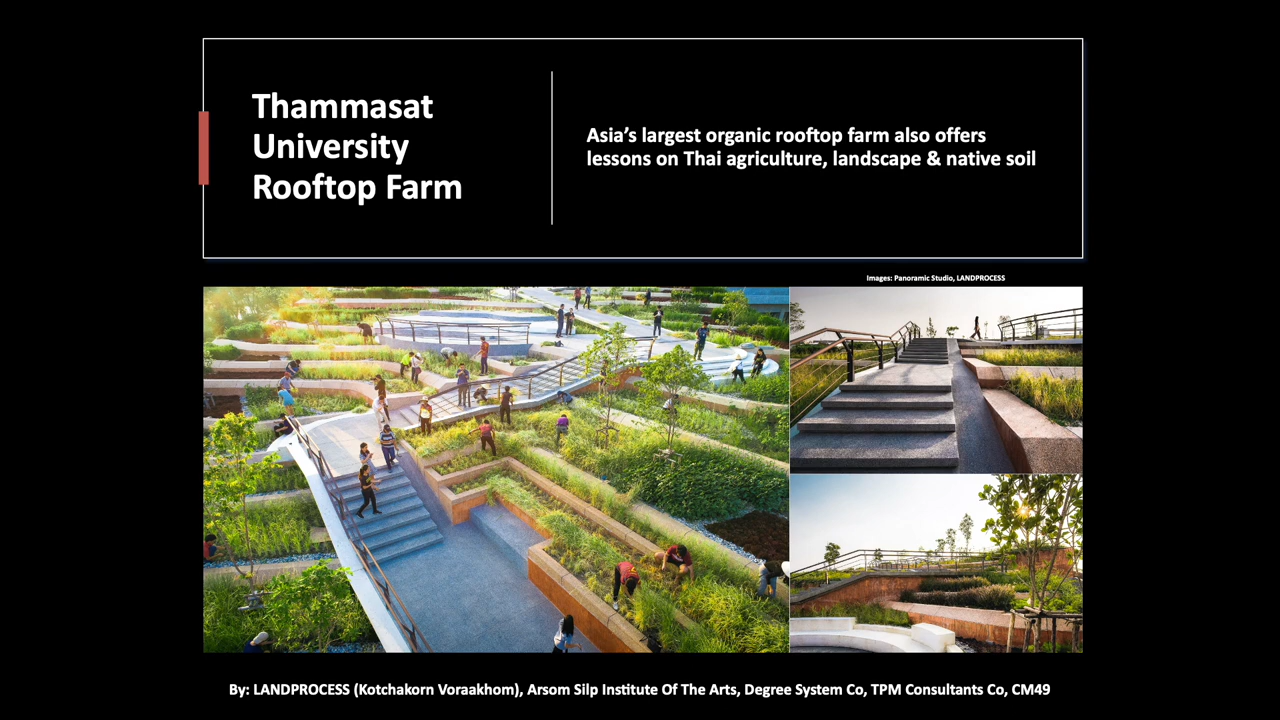 Thammasat
University
Rooftop Farm
Asia’s largest organic rooftop farm also offers
lessons on Thai agriculture, landscape & native soil
Images: Panoramic Studio, LANDPROCESS
By: LANDPROCESS (Kotchakorn Voraakhom), Arsom Silp Institute Of The Arts, Degree System Co, TPM Consultants Co, CM49